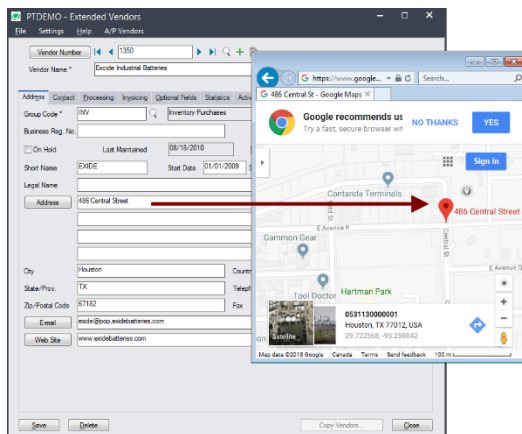 PTDEMO - Extended Vendors
File Settings Help A/P Vendors
Vendor Number 1350
Vendor Name * Exide Industrial Batteries
Address Contact Processing Invoicing Optional Fields Statistics Activ
Group Code * INV Inventory Purchases
Business Reg. No.
On Hold Last Maintained 08/18/2010
Short Name EXIDE Start Date 01/01/2009
Legal Name
Address 486 Central Street
City Houston Countr
State/Prov. TX Teleph
Zip/Postal Code 67182 Fax
E-mail exide@pop.exidebatteries.com
Web Site www.exidebatteries.com
Save Delete Copy Vendors... Close
https://www.google... Search...
486 Central St - Google Maps
Google recommends us
Try a fast, secure browser wit
NO THANKS YES
Sign in
Contanda Terminals
486 Central Street
E Avenue R
Central St
Gammon Gear
E Avenue
Hartman Park
Tool Doctor
0531130000001
Houston, TX 77012, USA
29.722568, -95.259842
Satellite
Map data ©2018 Google Canada Terms Send feedback 100 m